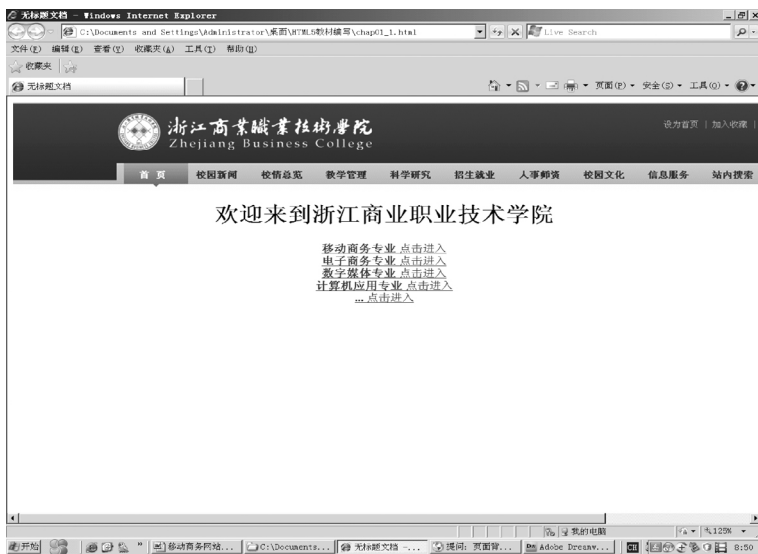 无标题文档 - Windows Internet Explorer
C:\Documents and Settings\Administrator\桌面\HTML5教材编写\chap01_1.html
Live Search
文件(F) 编辑(E) 查看(V) 收藏夹(A) 工具(T) 帮助(H)
收藏夹
无标题文档 页面(P) 安全(S) 工具(O)
浙江商業職業技術學院
Zhejiang Business College
设为首页 | 加入收藏 |
首 页 校园新闻 校情总览 教学管理 科学研究 招生就业 人事师资 校园文化 信息服务 站内搜索
欢迎来到浙江商业职业技术学院
移动商务专业 点击进入
电子商务专业 点击进入
数字媒体专业 点击进入
计算机应用专业 点击进入
... 点击进入
我的电脑 125%
开始 移动商务网站... C:\Documents... 无标题文档 -... 提问: 页面背... Adobe Dreamw... CH 8:50